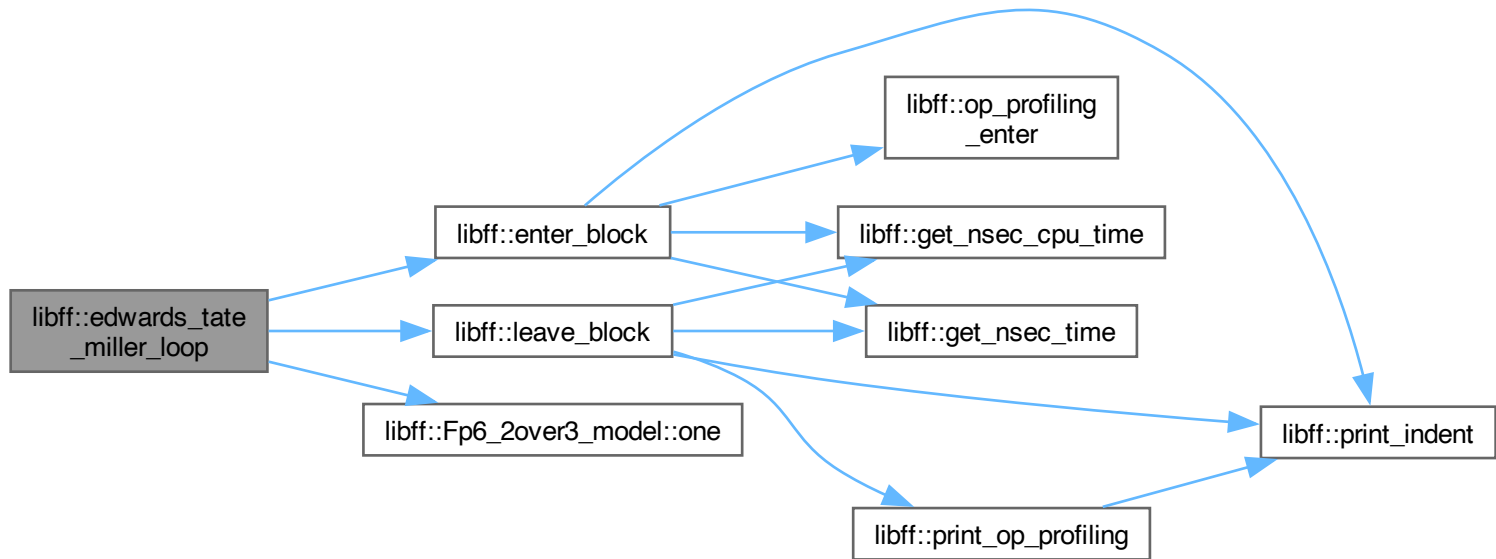 libff::edwards_tate
_miller_loop
libff::enter_block
libff::leave_block
libff::Fp6_2over3_model::one
libff::op_profiling
_enter
libff::get_nsec_cpu_time
libff::get_nsec_time
libff::print_op_profiling
libff::print_indent